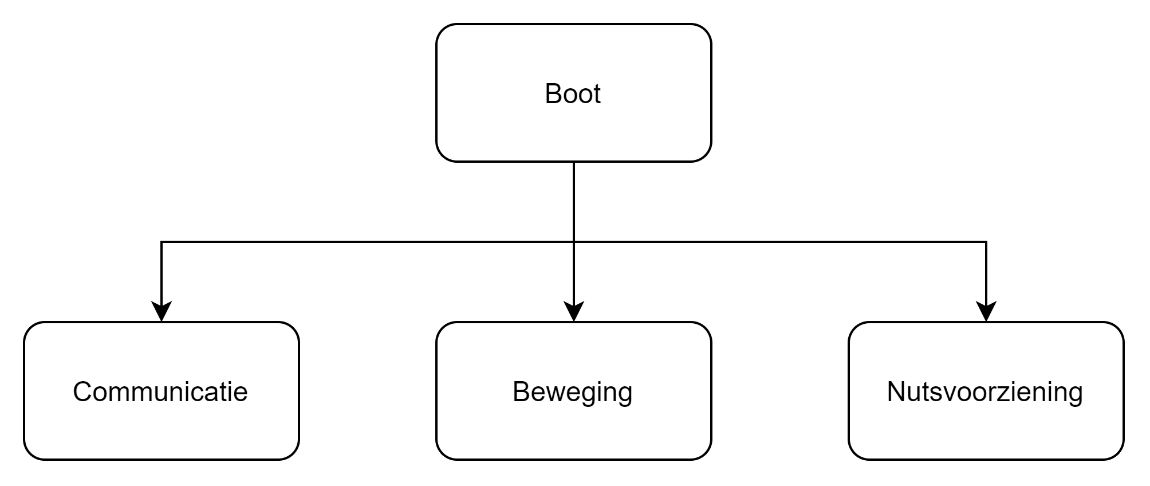 Boot
Communicatie
Beweging
Nutsvoorziening